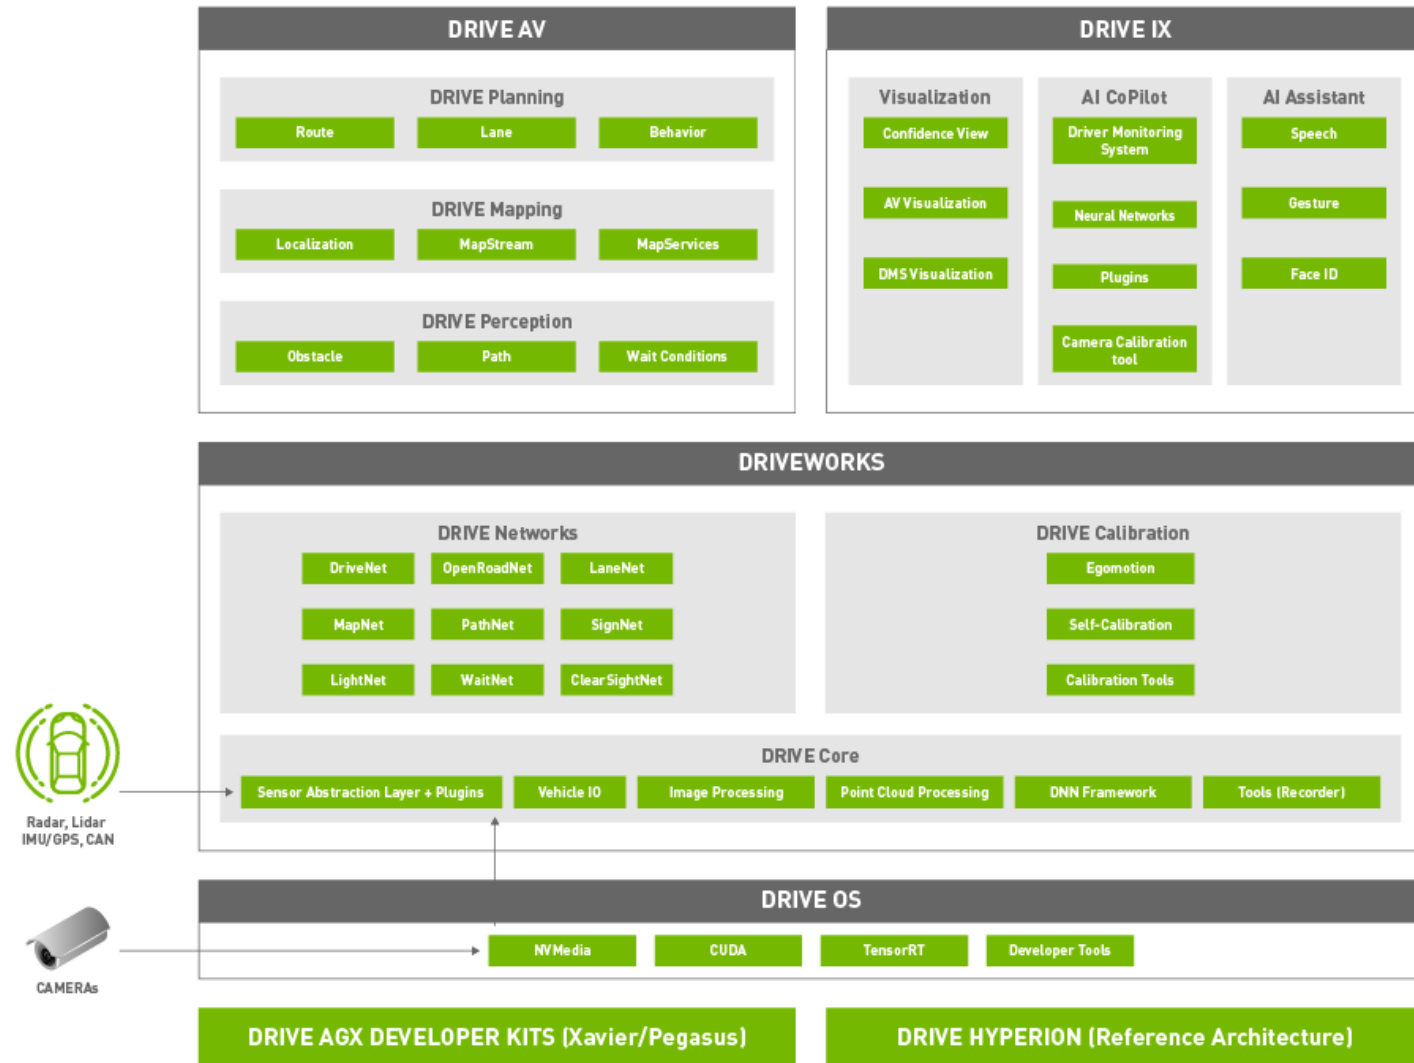 DRIVE AV
DRIVE Planning
Route
Lane
Behavior
DRIVE Mapping
Localization
MapStream
MapServices
DRIVE Perception
Obstacle
Path
Wait Conditions
DRIVE IX
Visualization
Confidence View
AV Visualization
DMS Visualization
AI CoPilot
Driver Monitoring
System
Neural Networks
Plugins
Camera Calibration
tool
AI Assistant
Speech
Gesture
Face ID
DRIVEWORKS
DRIVE Networks
DriveNet
OpenRoadNet
LaneNet
MapNet
PathNet
SignNet
LightNet
WaitNet
ClearSightNet
DRIVE Calibration
Egomotion
Self-Calibration
Calibration Tools
DRIVE Core
Sensor Abstraction Layer + Plugins
Vehicle IO
Image Processing
Point Cloud Processing
DNN Framework
Tools (Recorder)
Radar, Lidar
IMU/GPS, CAN
DRIVE OS
NVMedia
CUDA
TensorRT
Developer Tools
CAMERAs
DRIVE AGX DEVELOPER KITS (Xavier/Pegasus)
DRIVE HYPERION (Reference Architecture)